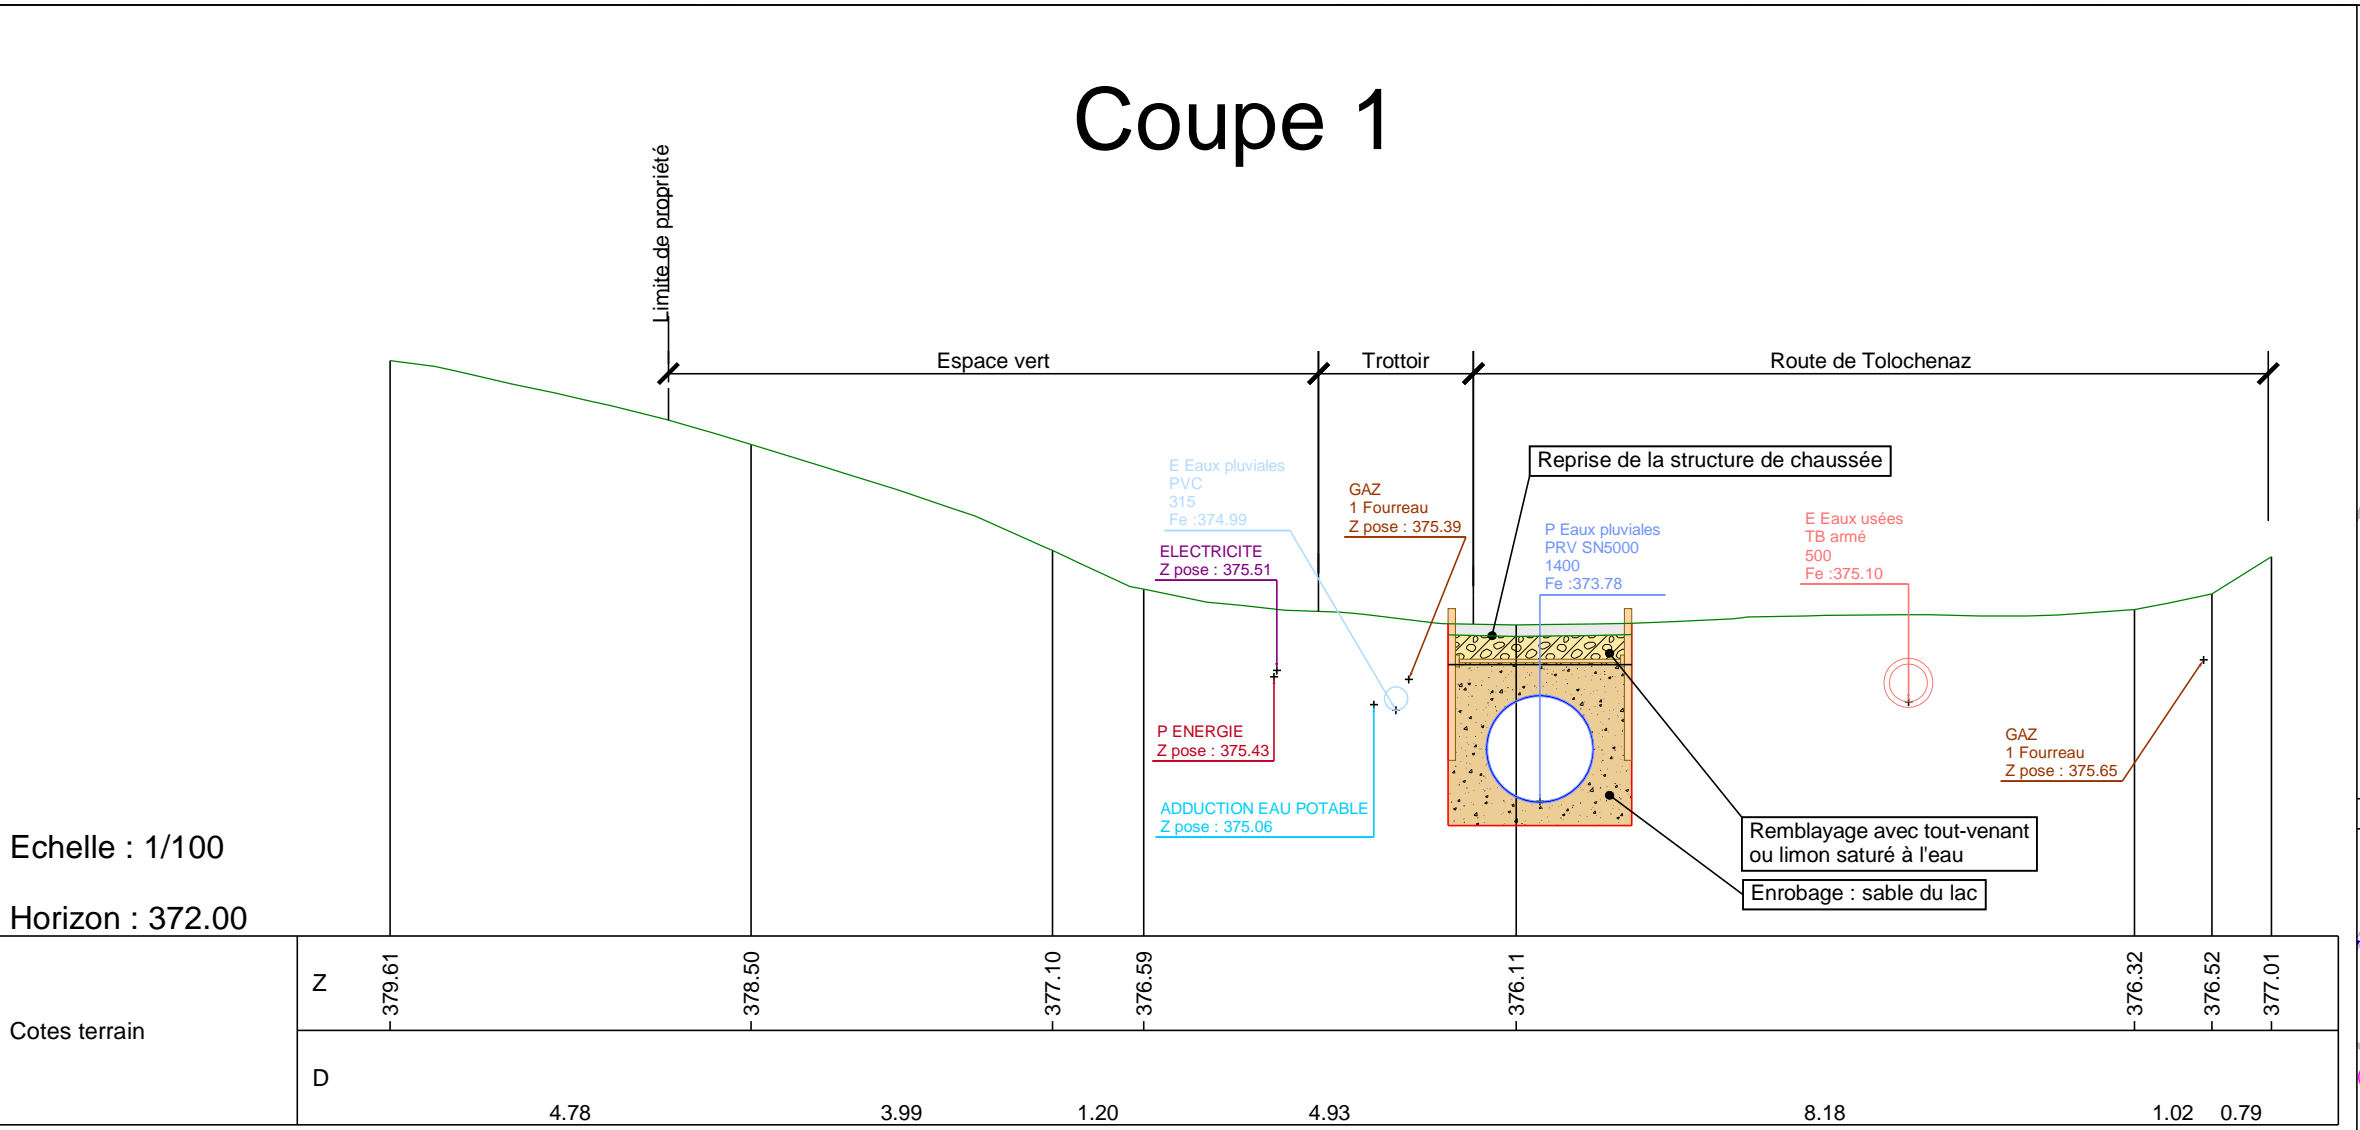 Coupe 1
Limite de propriété
Espace vert
Trottoir
Route de Tolochenaz
Reprise de la structure de chaussée
E Eaux pluviales
PVC
315
Fe :374.99
GAZ
1 Fourreau
Z pose : 375.39
P Eaux pluviales
PRV SN5000
1400
Fe :373.78
E Eaux usées
TB armé
500
Fe :375.10
ELECTRICITE
Z pose : 375.51
P ENERGIE
Z pose : 375.43
GAZ
1 Fourreau
Z pose : 375.65
ADDUCTION EAU POTABLE
Z pose : 375.06
Remblayage avec tout-venant
ou limon saturé à l'eau
Enrobage : sable du lac
Echelle : 1/100
Horizon : 372.00
Cotes terrain
Z
379.61
378.50
377.10
376.59
376.11
376.32
376.52
377.01
D
4.78
3.99
1.20
4.93
8.18
1.02
0.79